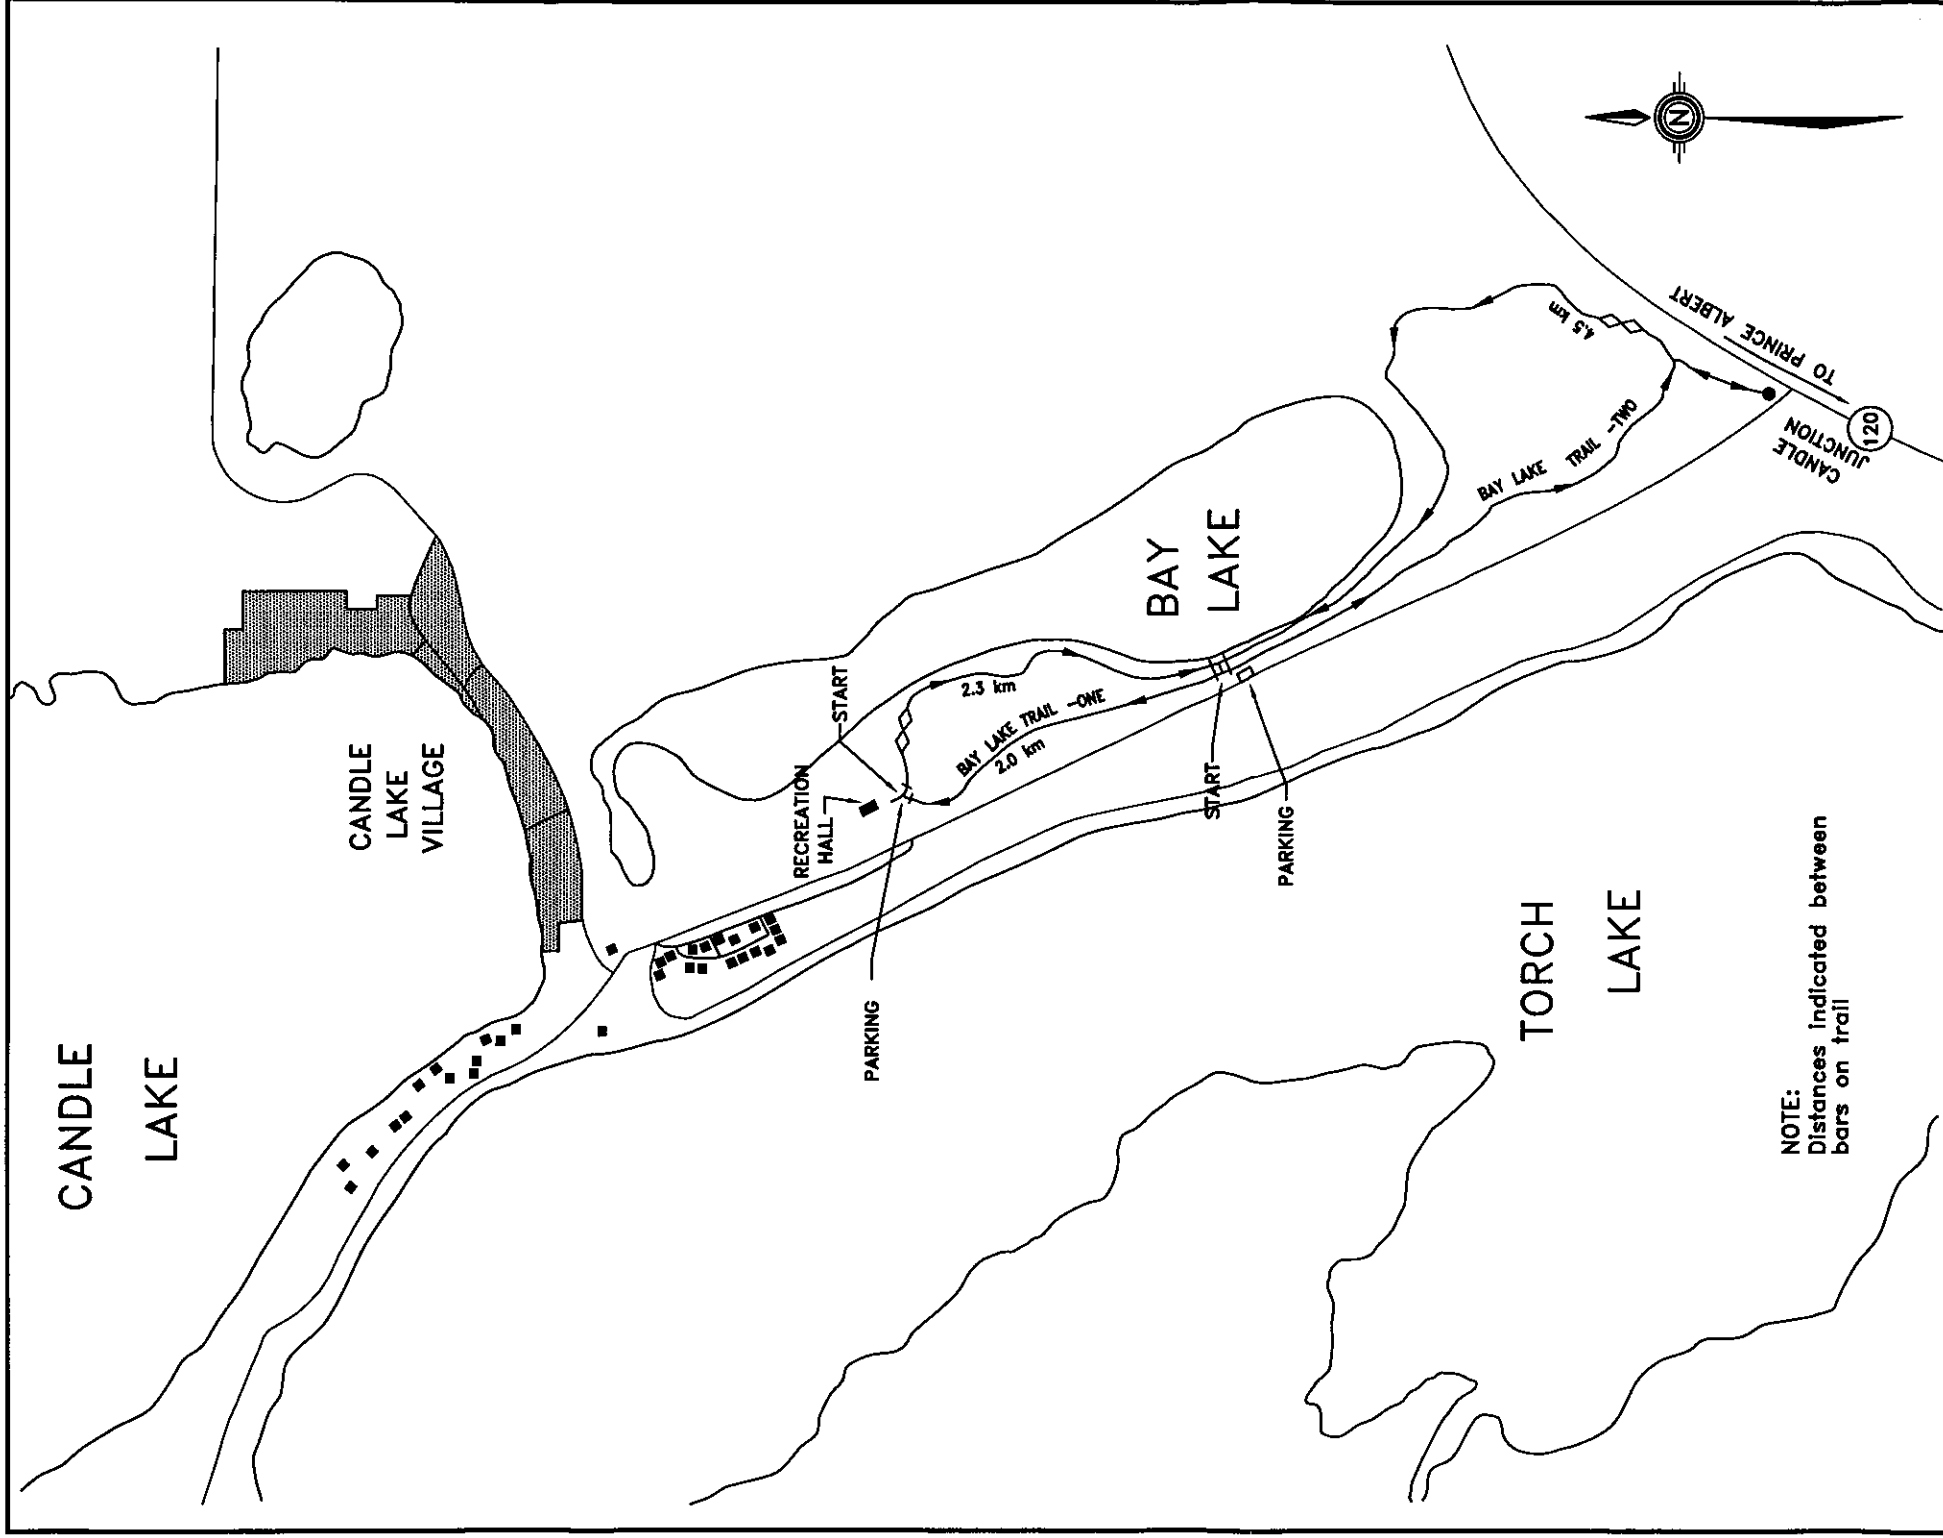 CANDLE
LAKE
CANDLE
LAKE
VILLAGE
RECREATION
HALL
START
PARKING
2.3 km
BAY LAKE TRAIL -ONE
2.0 km
BAY
LAKE
START
PARKING
BAY LAKE TRAIL -TWO
4.5 km
TO PRINCE ALBERT
120
CANDLE
JUNCTION
TORCH
LAKE
N
NOTE:
Distances indicated between
bars on trail